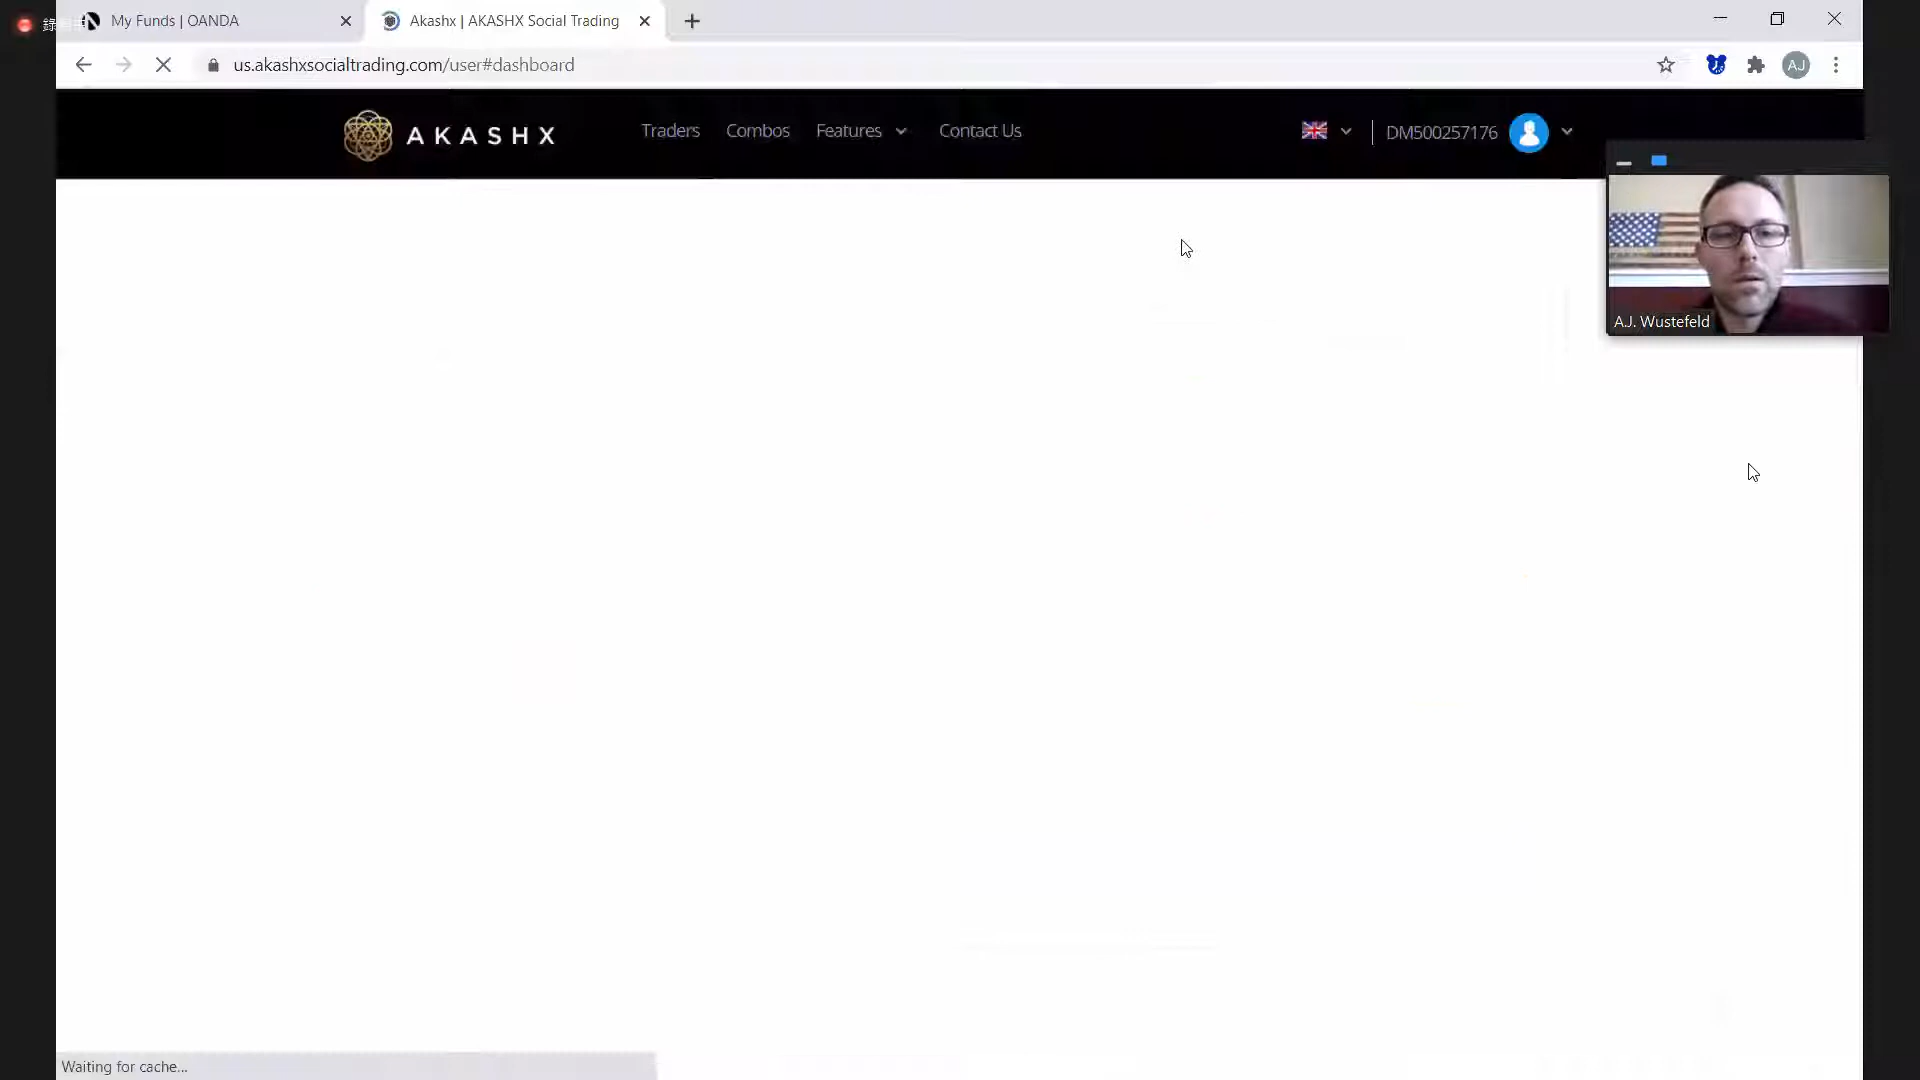 My Funds | OANDA
Akashx | AKASHX Social Trading
us.akashxsocialtrading.com/user#dashboard
AJ
AKASHX
Traders
Combos
Features
Contact Us
DM500257176
A.J. Wustefeld
Waiting for cache...